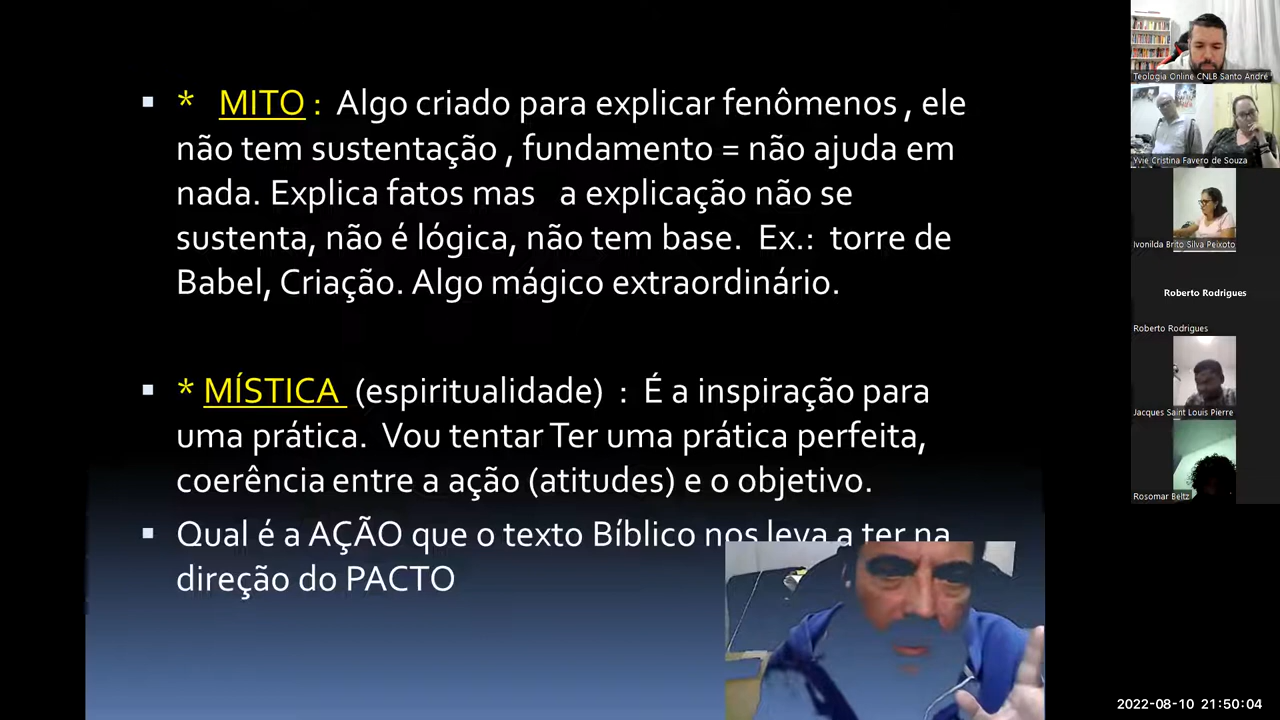 * MITO : Algo criado para explicar fenômenos , ele
não tem sustentação , fundamento = não ajuda em
nada. Explica fatos mas a explicação não se
sustenta, não é lógica, não tem base. Ex.: torre de
Babel, Criação. Algo mágico extraordinário.
* MÍSTICA (espiritualidade) : É a inspiração para
uma prática. Vou tentar Ter uma prática perfeita,
coerência entre a ação (atitudes) e o objetivo.
Qual é a AÇÃO que o texto Bíblico nos leva a ter na
direção do PACTO
Teologia Online CNLB Santo André
Yvie Cristina Favero de Souza
Ivonilda Brito Silva Peixoto
Roberto Rodrigues
Roberto Rodrigues
Jacques Saint Louis Pierre
Rosomar Beltz
2022-08-10 21:50:04